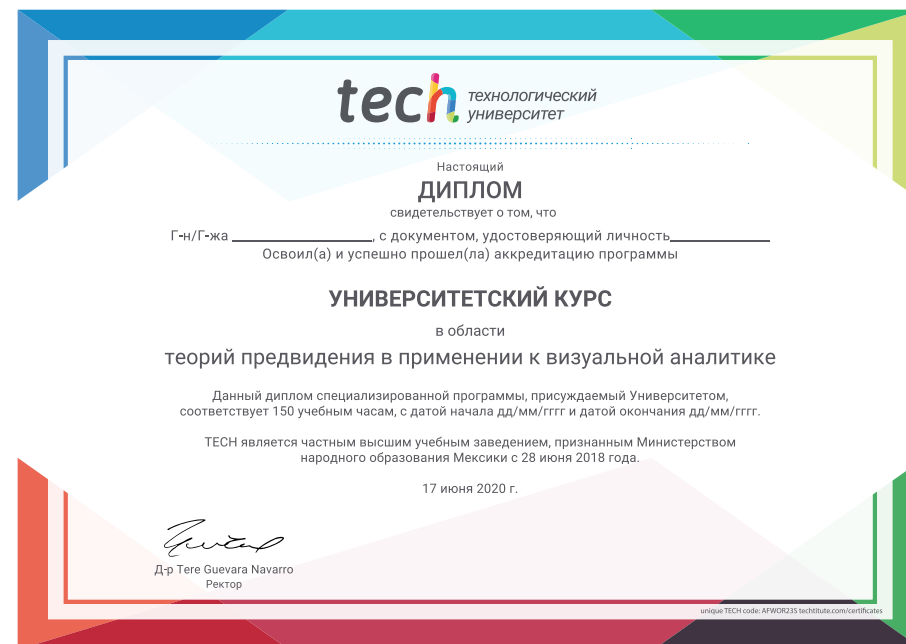 tech технологический
университет
Настоящий
ДИПЛОМ
свидетельствует о том, что
Г-н/Г-жа ____________________, с документом, удостоверяющий личность______________
Освоил(а) и успешно прошел(ла) аккредитацию программы
УНИВЕРСИТЕТСКИЙ КУРС
в области
теорий предвидения в применении к визуальной аналитике
Данный диплом специализированной программы, присуждаемый Университетом,
соответствует 150 учебным часам, с датой начала дд/мм/гггг и датой окончания дд/мм/гггг.
TECH является частным высшим учебным заведением, признанным Министерством
народного образования Мексики с 28 июня 2018 года.
17 июня 2020 г.
Д-р Tere Guevara Navarro
Ректор
unique TECH code: AFWOR23S techtitute.com/certificates